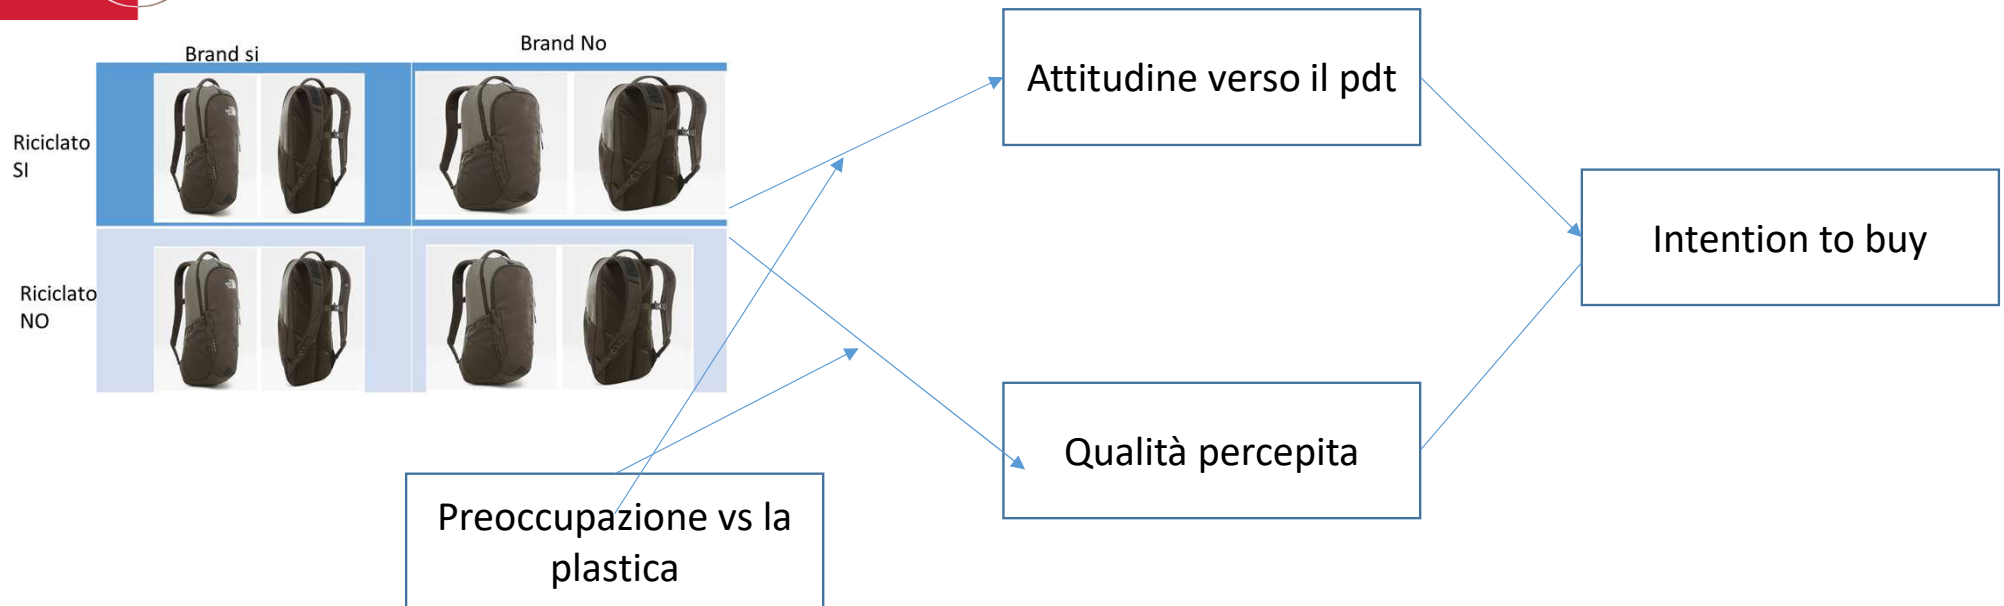 Brand si
Brand No
Riciclato
SI
Riciclato
NO
Attitudine verso il pdt
Intention to buy
Qualità percepita
Preoccupazione vs la
plastica